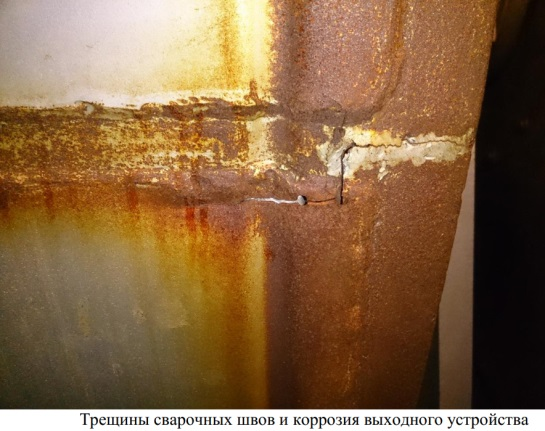 Трещины сварочных швов и коррозия выходного устройства